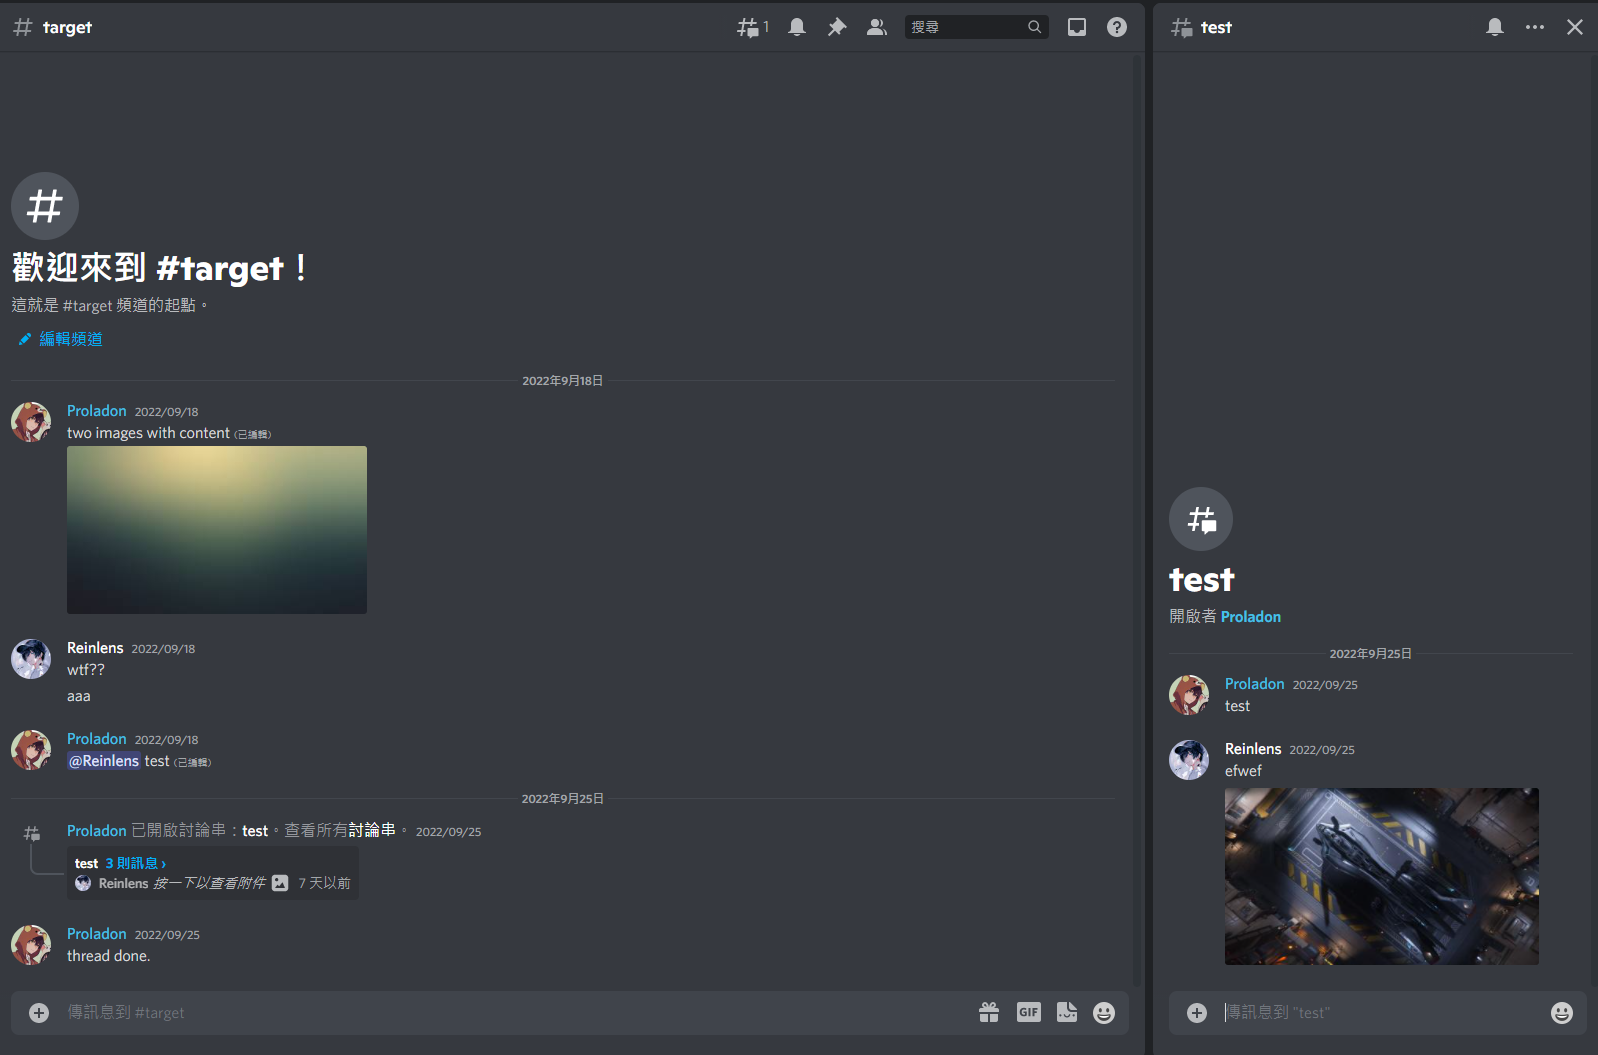 target
1
搜尋
歡迎來到 #target！
這就是 #target 頻道的起點。
編輯頻道
2022年9月18日
Proladon 2022/09/18
two images with content (已編輯)
Reinlens 2022/09/18
wtf??
aaa
Proladon 2022/09/18
@Reinlens test (已編輯)
2022年9月25日
Proladon 已開啟討論串：test。查看所有討論串。 2022/09/25
test 3 則訊息 ›
Reinlens 按一下以查看附件 7 天以前
Proladon 2022/09/25
thread done.
傳訊息到 #target
GIF
test
test
開啟者 Proladon
2022年9月25日
Proladon 2022/09/25
test
Reinlens 2022/09/25
efwef
傳訊息到 "test"